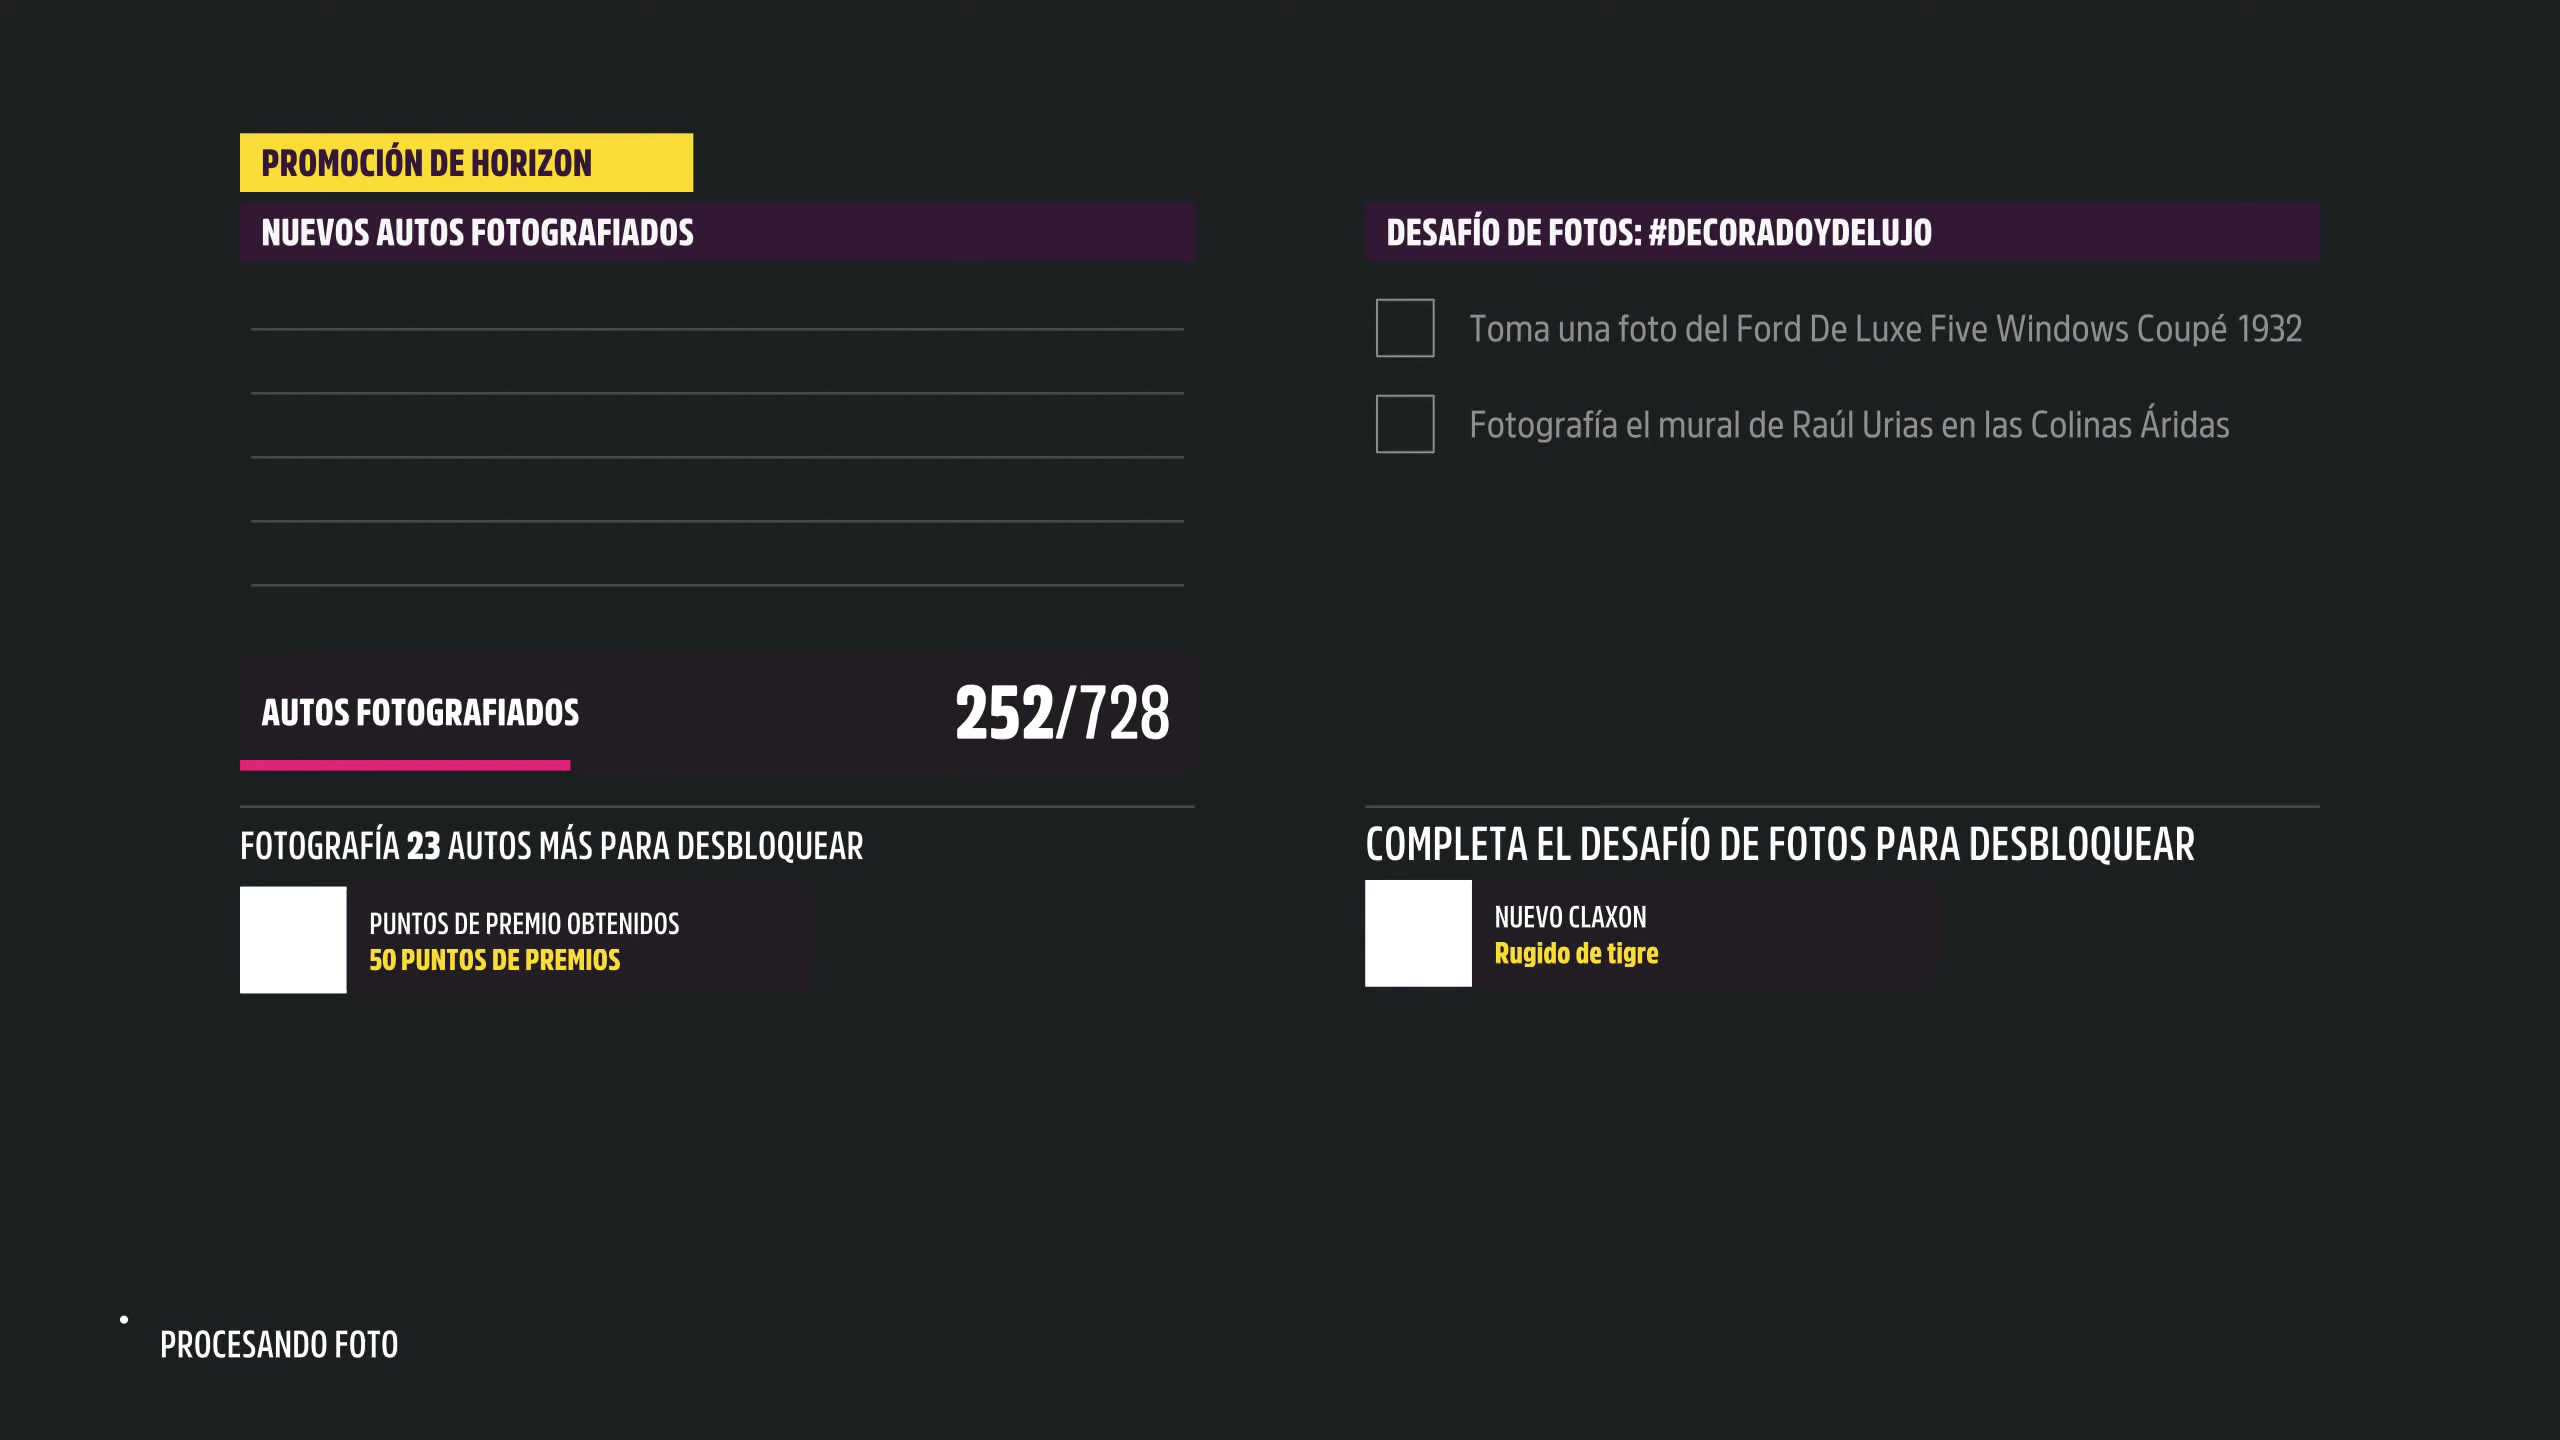 PROMOCIÓN DE HORIZON
NUEVOS AUTOS FOTOGRAFIADOS
AUTOS FOTOGRAFIADOS
252/728
FOTOGRAFÍA 23 AUTOS MÁS PARA DESBLOQUEAR
PUNTOS DE PREMIO OBTENIDOS
50 PUNTOS DE PREMIOS
DESAFÍO DE FOTOS: #DECORADOYDELUJO
Toma una foto del Ford De Luxe Five Windows Coupé 1932
Fotografía el mural de Raúl Urias en las Colinas Áridas
COMPLETA EL DESAFÍO DE FOTOS PARA DESBLOQUEAR
NUEVO CLAXON
Rugido de tigre
PROCESANDO FOTO